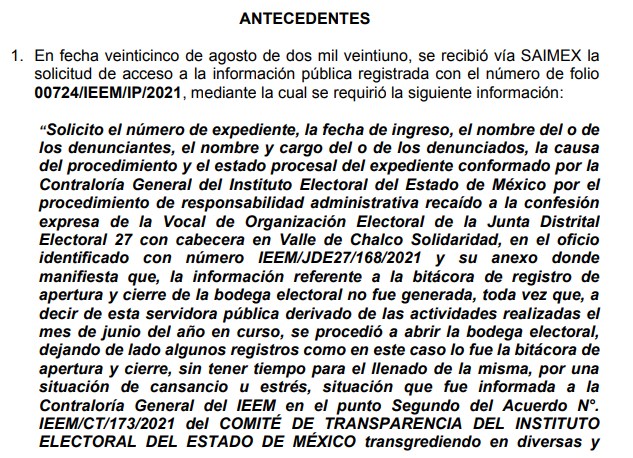 ANTECEDENTES
1. En fecha veinticinco de agosto de dos mil veintiuno, se recibió vía SAIMEX la
solicitud de acceso a la información pública registrada con el número de folio
00724/IEEM/IP/2021, mediante la cual se requirió la siguiente información:
“Solicito el número de expediente, la fecha de ingreso, el nombre del o de
los denunciantes, el nombre y cargo del o de los denunciados, la causa
del procedimiento y el estado procesal del expediente conformado por la
Contraloría General del Instituto Electoral del Estado de México por el
procedimiento de responsabilidad administrativa recaído a la confesión
expresa de la Vocal de Organización Electoral de la Junta Distrital
Electoral 27 con cabecera en Valle de Chalco Solidaridad, en el oficio
identificado con número IEEM/JDE27/168/2021 y su anexo donde
manifiesta que, la información referente a la bitácora de registro de
apertura y cierre de la bodega electoral no fue generada, toda vez que, a
decir de esta servidora pública derivado de las actividades realizadas el
mes de junio del año en curso, se procedió a abrir la bodega electoral,
dejando de lado algunos registros como en este caso lo fue la bitácora de
apertura y cierre, sin tener tiempo para el llenado de la misma, por una
situación de cansancio u estrés, situación que fue informada a la
Contraloría General del IEEM en el punto Segundo del Acuerdo N°.
IEEM/CT/173/2021 del COMITÉ DE TRANSPARENCIA DEL INSTITUTO
ELECTORAL DEL ESTADO DE MÉXICO transgrediendo en diversas y